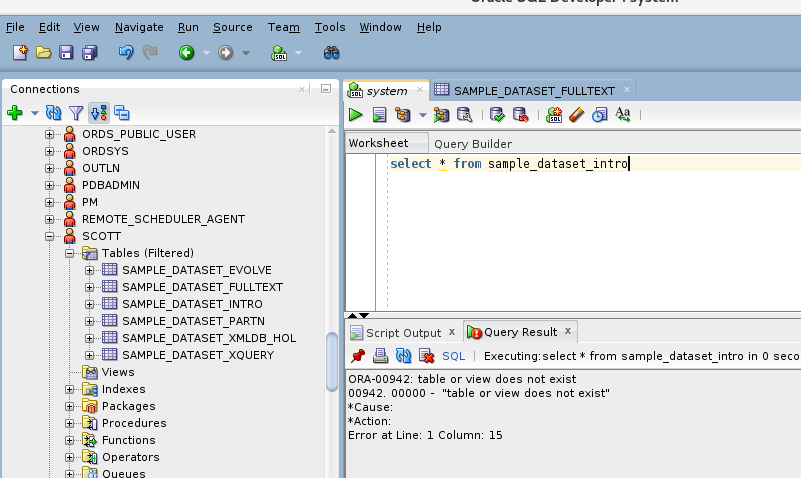 Oracle SQL Developer : system
File Edit View Navigate Run Source Team Tools Window Help
Connections
ORDS_PUBLIC_USER
ORDSYS
OUTLN
PDBADMIN
PM
REMOTE_SCHEDULER_AGENT
SCOTT
Tables (Filtered)
SAMPLE_DATASET_EVOLVE
SAMPLE_DATASET_FULLTEXT
SAMPLE_DATASET_INTRO
SAMPLE_DATASET_PARTN
SAMPLE_DATASET_XMLDB_HOL
SAMPLE_DATASET_XQUERY
Views
Indexes
Packages
Procedures
Functions
Operators
Queues
system SAMPLE_DATASET_FULLTEXT
Worksheet Query Builder
select * from sample_dataset_intro
Script Output x Query Result x
SQL | Executing:select * from sample_dataset_intro in 0 seco
ORA-00942: table or view does not exist
00942. 00000 - "table or view does not exist"
*Cause:
*Action:
Error at Line: 1 Column: 15